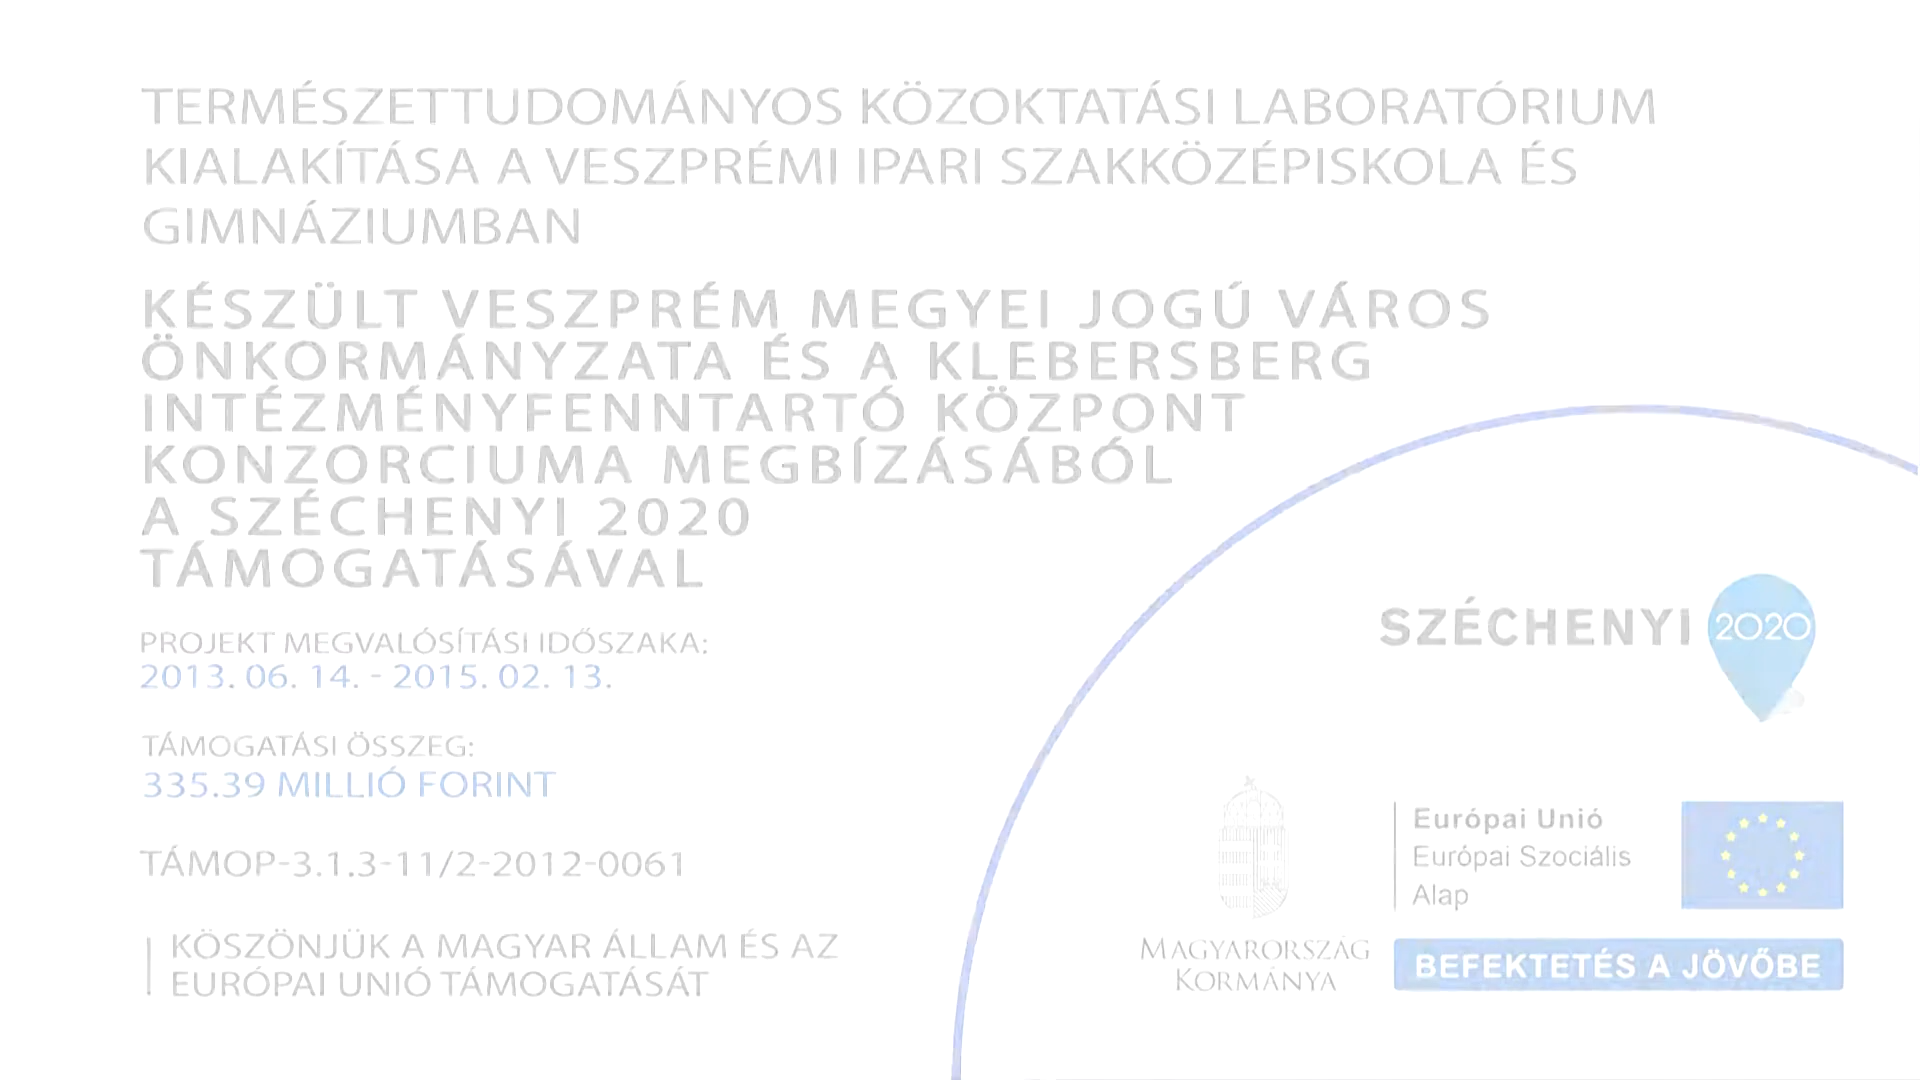 TERMÉSZETTUDOMÁNYOS KÖZOKTATÁSI LABORATÓRIUM
KIALAKÍTÁSA A VESZPRÉMI IPARI SZAKKÖZÉPISKOLA ÉS
GIMNÁZIUMBAN
KÉSZÜLT VESZPRÉM MEGYEI JOGÚ VÁROS
ÖNKORMÁNYZATA ÉS A KLEBERSBERG
INTÉZMÉNYFENNTARTÓ KÖZPONT
KONZORCIUMA MEGBÍZÁSÁBÓL
A SZÉCHENYI 2020
TÁMOGATÁSÁVAL
PROJEKT MEGVALÓSÍTÁSI IDŐSZAKA:
2013. 06. 14. - 2015. 02. 13.
TÁMOGATÁSI ÖSSZEG:
335.39 MILLIÓ FORINT
TÁMOP-3.1.3-11/2-2012-0061
KÖSZÖNJÜK A MAGYAR ÁLLAM ÉS AZ
EURÓPAI UNIÓ TÁMOGATÁSÁT
SZÉCHENYI 2020
MAGYARORSZÁG
KORMÁNYA
Európai Unió
Európai Szociális
Alap
BEFEKTETÉS A JÖVŐBE